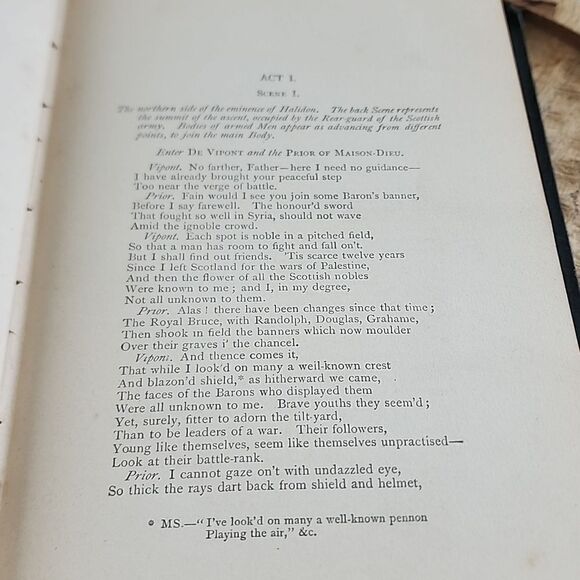 ACT I.
SCENE I.
The northern side of the eminence of Halidon. The back Scene represents
the summit of the ascent, occupied by the Rear-guard of the Scottish
army. Bodies of armed Men appear as advancing from different
points, to join the main Body.
Enter DE VIPONT and the PRIOR OF MAISON-DIEU.
Vipont. No farther, Father—here I need no guidance—
I have already brought your peaceful step
Too near the verge of battle.
Prior. Fain would I see you join some Baron's banner,
Before I say farewell. The honour'd sword
That fought so well in Syria, should not wave
Amid the ignoble crowd.
Vipont. Each spot is noble in a pitched field,
So that a man has room to fight and fall on't.
But I shall find out friends. 'Tis scarce twelve years
Since I left Scotland for the wars of Palestine,
And then the flower of all the Scottish nobles
Were known to me; and I, in my degree,
Not all unknown to them.
Prior. Alas! there have been changes since that time;
The Royal Bruce, with Randolph, Douglas, Grahame,
Then shook in field the banners which now moulder
Over their graves i' the chancel.
Vipont. And thence comes it,
That while I look'd on many a well-known crest
And blazon'd shield,* as hitherward we came,
The faces of the Barons who displayed them
Were all unknown to me. Brave youths they seem'd;
Yet, surely, fitter to adorn the tilt-yard,
Than to be leaders of a war. Their followers,
Young like themselves, seem like themselves unpractised—
Look at their battle-rank.
Prior. I cannot gaze on't with undazzled eye,
So thick the rays dart back from shield and helmet,
* MS.—"I've look'd on many a well-known pennon
Playing the air," &c.